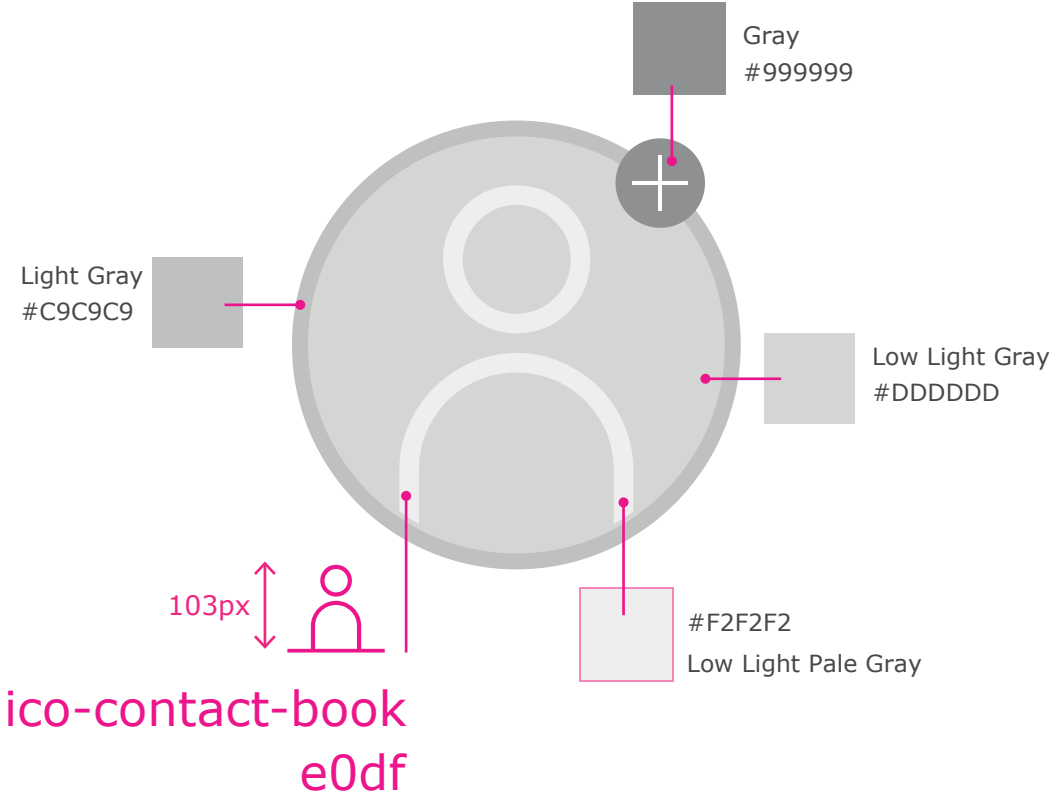 Gray
#999999
Light Gray
#C9C9C9
Low Light Gray
#DDDDDD
103px
#F2F2F2
Low Light Pale Gray
ico-contact-book
e0df